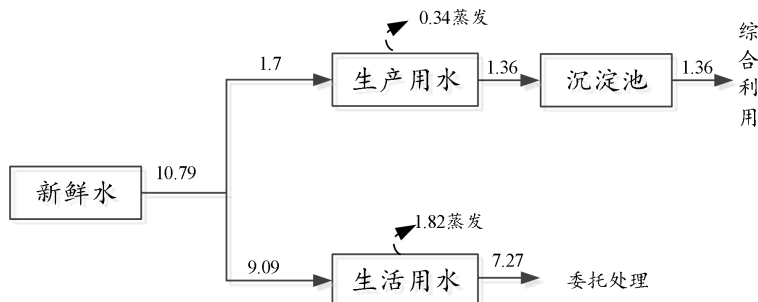 0.34蒸发
1.7
生产用水
1.36
沉淀池
1.36
综合利用
新鲜水
10.79
1.82蒸发
9.09
生活用水
7.27
委托处理